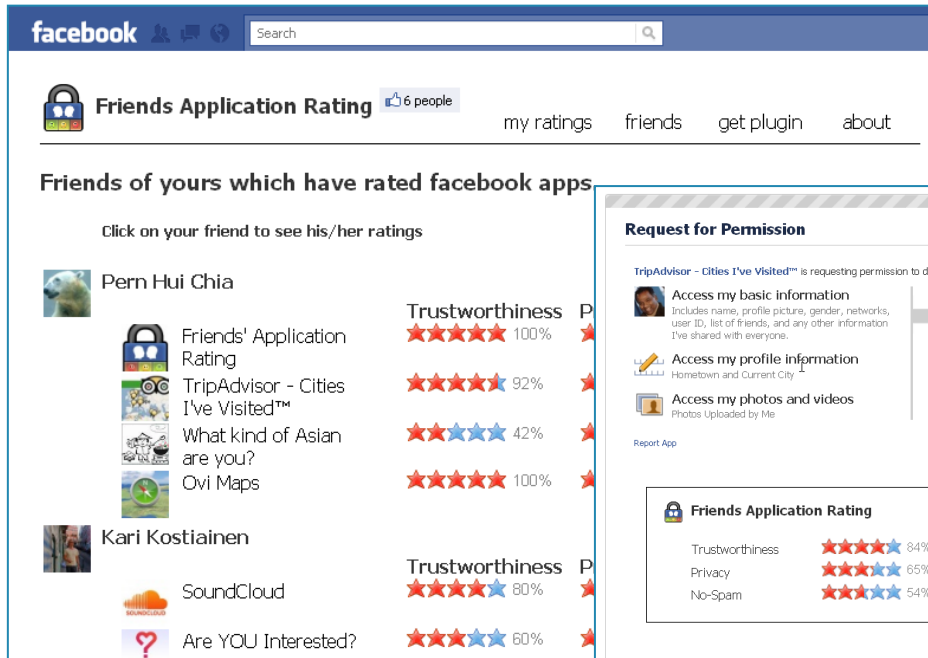 facebook
Search
Friends Application Rating
6 people
my ratings friends get plugin about
Friends of yours which have rated facebook apps
Click on your friend to see his/her ratings
Pern Hui Chia
Trustworthiness P
Friends' Application
Rating
100%
TripAdvisor - Cities
I've Visited™
92%
What kind of Asian
are you?
42%
Ovi Maps
100%
Kari Kostiainen
Trustworthiness P
SOUNDCLOUD
SoundCloud
80%
Are YOU Interested?
60%
Request for Permission
TripAdvisor - Cities I've Visited™ is requesting permission to d
Access my basic information
Includes name, profile picture, gender, networks,
user ID, list of friends, and any other information
I've shared with everyone.
Access my profile information
Hometown and Current City
Access my photos and videos
Photos Uploaded by Me
Report App
Friends Application Rating
Trustworthiness 84%
Privacy 65%
No-Spam 54%